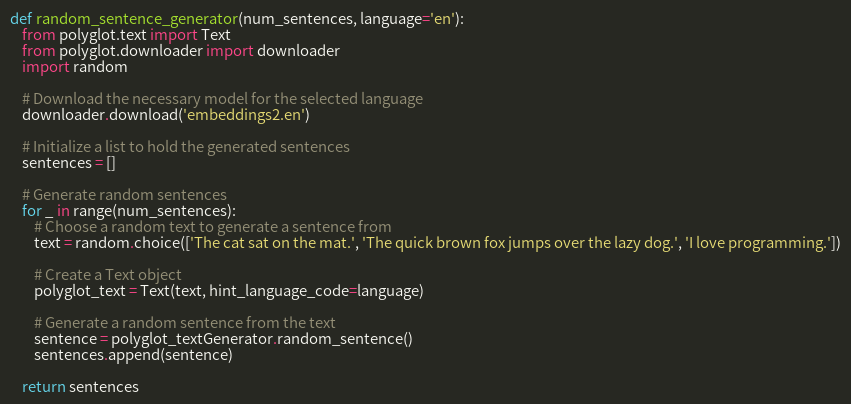 def random_sentence_generator(num_sentences, language='en'):
from polyglot.text import Text
from polyglot.downloader import downloader
import random
# Download the necessary model for the selected language
downloader.download('embeddings2.en')
# Initialize a list to hold the generated sentences
sentences = []
# Generate random sentences
for _ in range(num_sentences):
# Choose a random text to generate a sentence from
text = random.choice(['The cat sat on the mat.', 'The quick brown fox jumps over the lazy dog.', 'I love programming.'])
# Create a Text object
polyglot_text = Text(text, hint_language_code=language)
# Generate a random sentence from the text
sentence = polyglot_textGenerator.random_sentence()
sentences.append(sentence)
return sentences